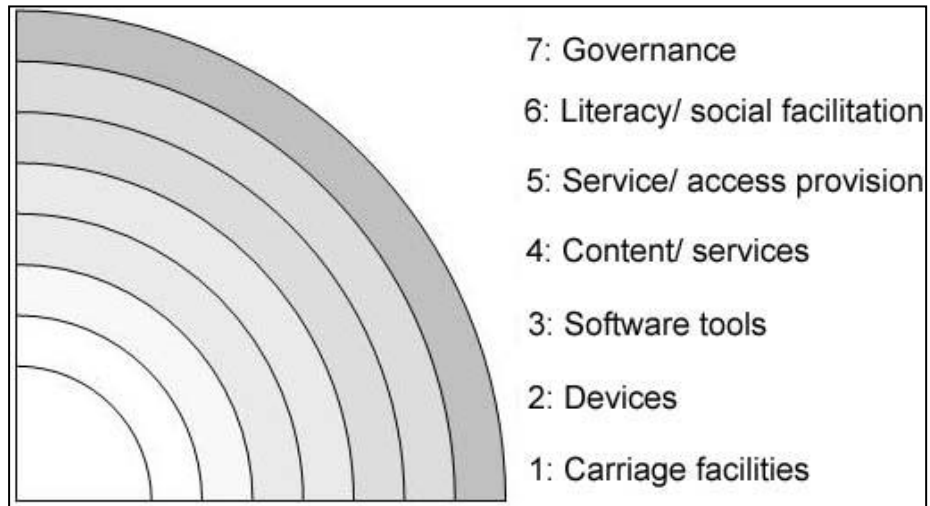 7: Governance
6: Literacy/ social facilitation
5: Service/ access provision
4: Content/ services
3: Software tools
2: Devices
1: Carriage facilities